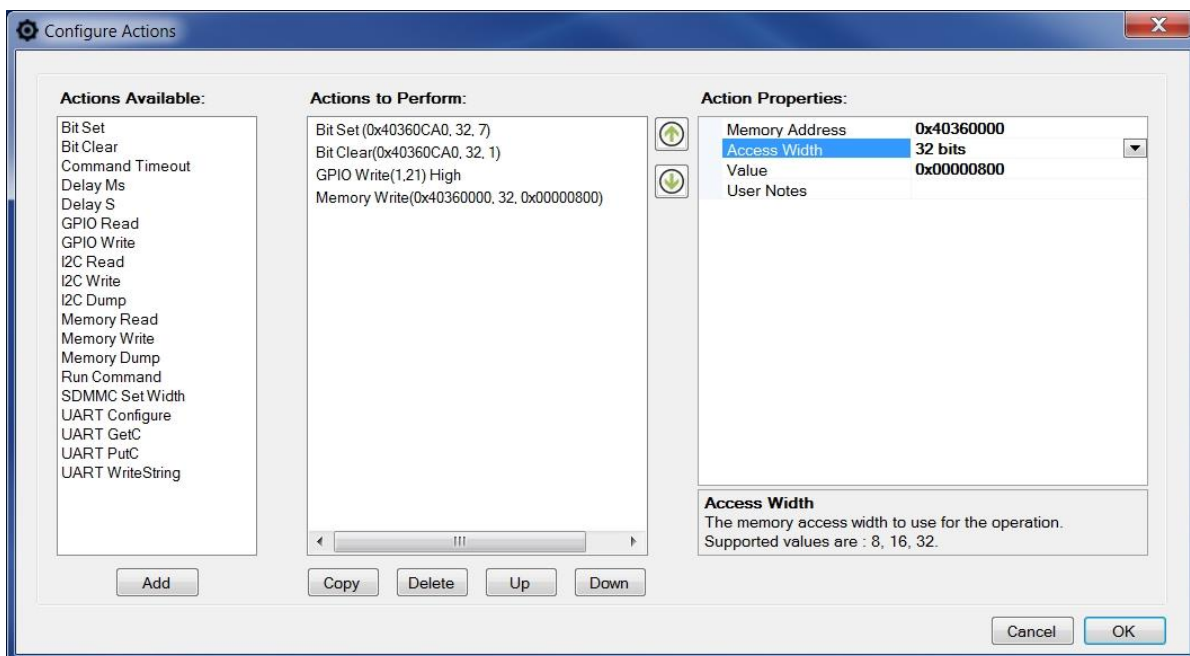 Configure Actions
Actions Available:
Bit Set
Bit Clear
Command Timeout
Delay Ms
Delay S
GPIO Read
GPIO Write
I2C Read
I2C Write
I2C Dump
Memory Read
Memory Write
Memory Dump
Run Command
SDMMC Set Width
UART Configure
UART GetC
UART PutC
UART WriteString
Add
Actions to Perform:
Bit Set (0x40360CA0, 32, 7)
Bit Clear(0x40360CA0, 32, 1)
GPIO Write(1,21) High
Memory Write(0x40360000, 32, 0x00000800)
Copy Delete Up Down
Action Properties:
Memory Address 0x40360000
Access Width 32 bits
Value 0x00000800
User Notes
Access Width
The memory access width to use for the operation.
Supported values are : 8, 16, 32.
Cancel OK